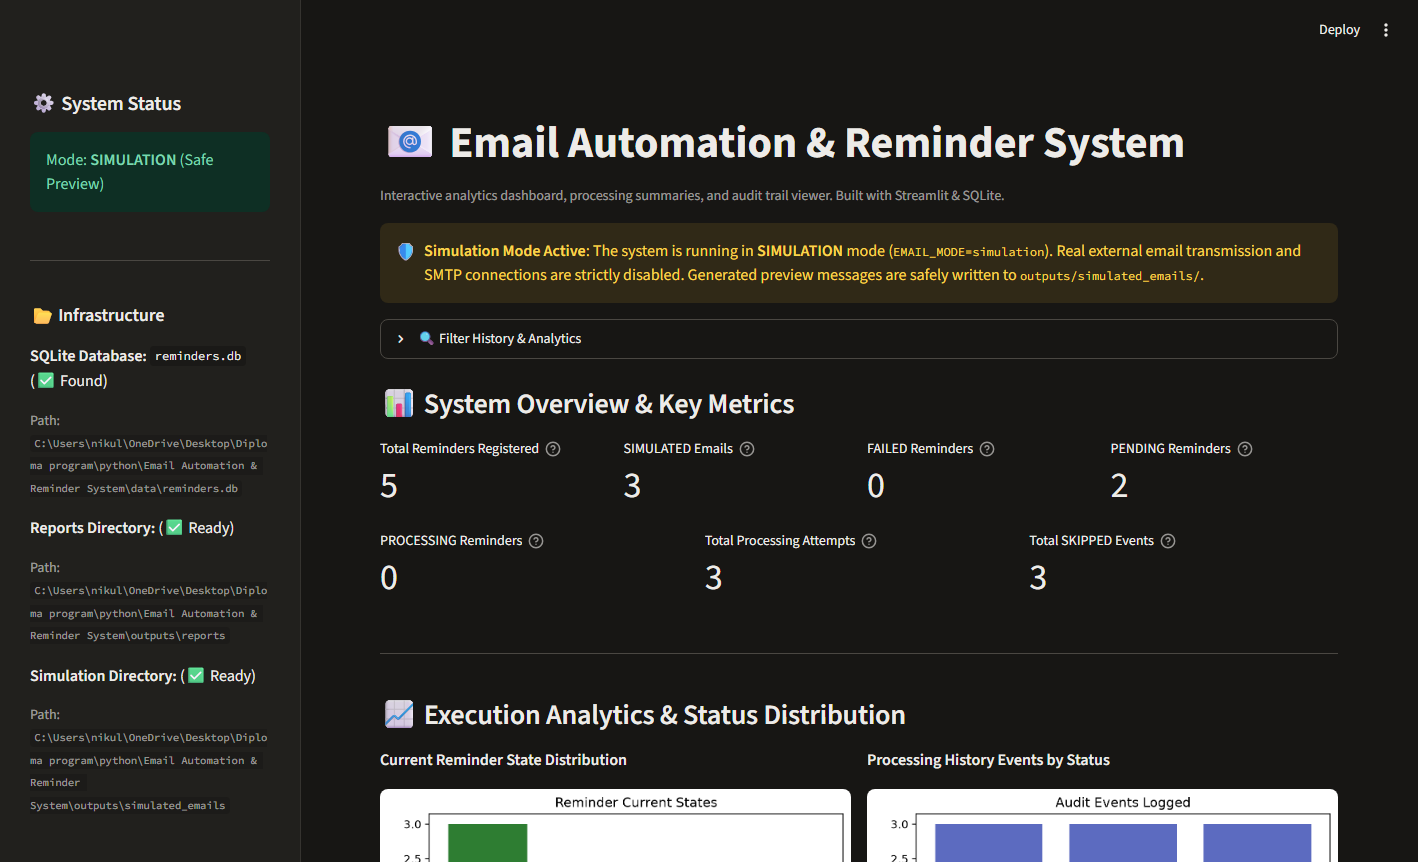 Deploy
System Status
Mode: SIMULATION (Safe
Preview)
Infrastructure
SQLite Database: reminders.db
(✅ Found)
Path:
C:\Users\nikul\OneDrive\Desktop\Diplo
ma program\python\Email Automation &
Reminder System\data\reminders.db
Reports Directory: (✅ Ready)
Path:
C:\Users\nikul\OneDrive\Desktop\Diplo
ma program\python\Email Automation &
Reminder System\outputs\reports
Simulation Directory: (✅ Ready)
Path:
C:\Users\nikul\OneDrive\Desktop\Diplo
ma program\python\Email Automation &
Reminder
System\outputs\simulated_emails
Email Automation & Reminder System
Interactive analytics dashboard, processing summaries, and audit trail viewer. Built with Streamlit & SQLite.
Simulation Mode Active: The system is running in SIMULATION mode (EMAIL_MODE=simulation). Real external email transmission and
SMTP connections are strictly disabled. Generated preview messages are safely written to outputs/simulated_emails/.
Filter History & Analytics
System Overview & Key Metrics
Total Reminders Registered
5
SIMULATED Emails
3
FAILED Reminders
0
PENDING Reminders
2
PROCESSING Reminders
0
Total Processing Attempts
3
Total SKIPPED Events
3
Execution Analytics & Status Distribution
Current Reminder State Distribution
Reminder Current States
3.0
2.5
Processing History Events by Status
Audit Events Logged
3.0
2.5